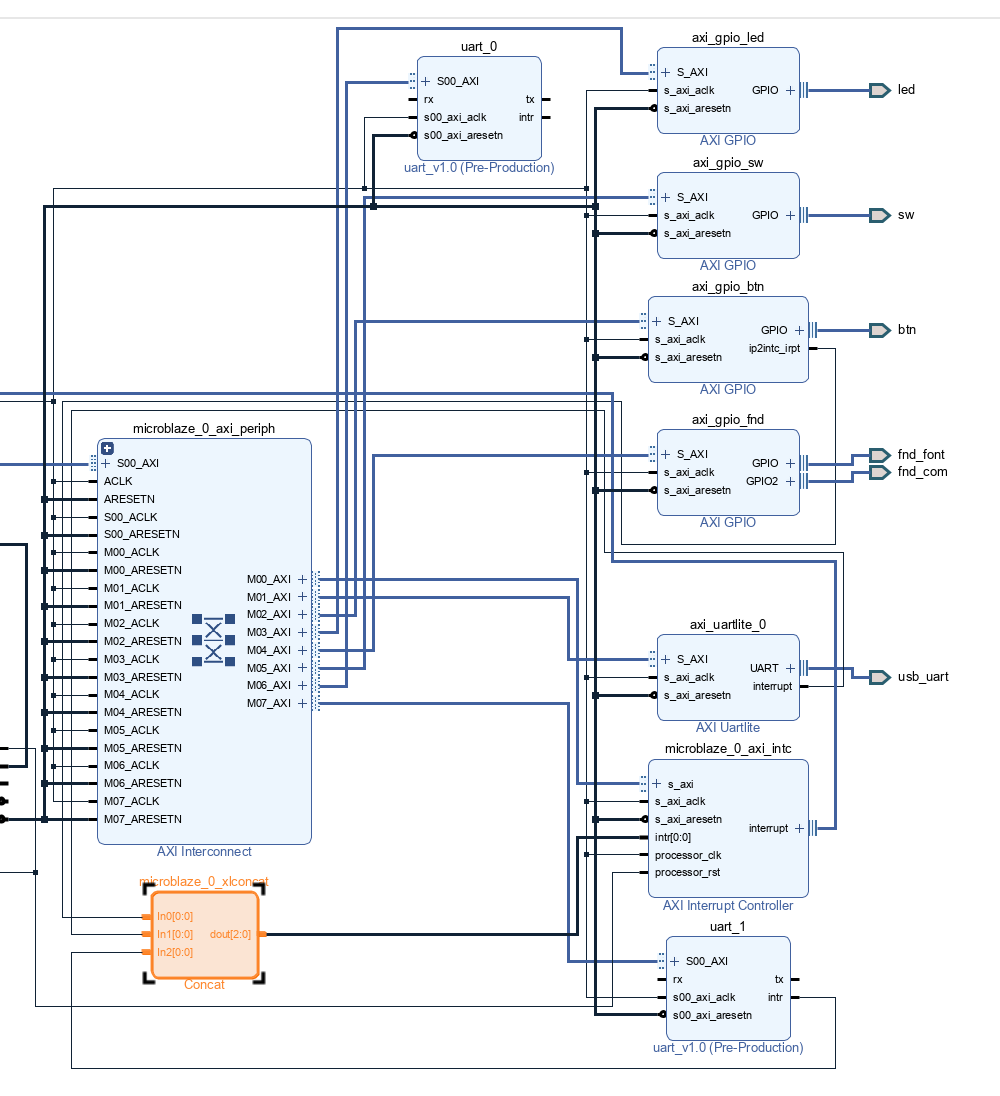 uart_0
S00_AXI
rx
s00_axi_aclk
s00_axi_aresetn
tx
intr
uart_v1.0 (Pre-Production)
axi_gpio_led
S_AXI
s_axi_aclk
s_axi_aresetn
GPIO
AXI GPIO
led
axi_gpio_sw
S_AXI
s_axi_aclk
s_axi_aresetn
GPIO
AXI GPIO
sw
axi_gpio_btn
S_AXI
s_axi_aclk
s_axi_aresetn
GPIO
ip2intc_irpt
AXI GPIO
btn
axi_gpio_fnd
S_AXI
s_axi_aclk
s_axi_aresetn
GPIO
GPIO2
AXI GPIO
fnd_font
fnd_com
microblaze_0_axi_periph
S00_AXI
ACLK
ARESETN
S00_ACLK
S00_ARESETN
M00_ACLK
M00_ARESETN
M01_ACLK
M01_ARESETN
M02_ACLK
M02_ARESETN
M03_ACLK
M03_ARESETN
M04_ACLK
M04_ARESETN
M05_ACLK
M05_ARESETN
M06_ACLK
M06_ARESETN
M07_ACLK
M07_ARESETN
M00_AXI
M01_AXI
M02_AXI
M03_AXI
M04_AXI
M05_AXI
M06_AXI
M07_AXI
AXI Interconnect
axi_uartlite_0
S_AXI
s_axi_aclk
s_axi_aresetn
UART
interrupt
AXI Uartlite
usb_uart
microblaze_0_axi_intc
s_axi
s_axi_aclk
s_axi_aresetn
intr[0:0]
processor_clk
processor_rst
interrupt
AXI Interrupt Controller
microblaze_0_xlconcat
In0[0:0]
In1[0:0]
In2[0:0]
dout[2:0]
Concat
uart_1
S00_AXI
rx
s00_axi_aclk
s00_axi_aresetn
tx
intr
uart_v1.0 (Pre-Production)